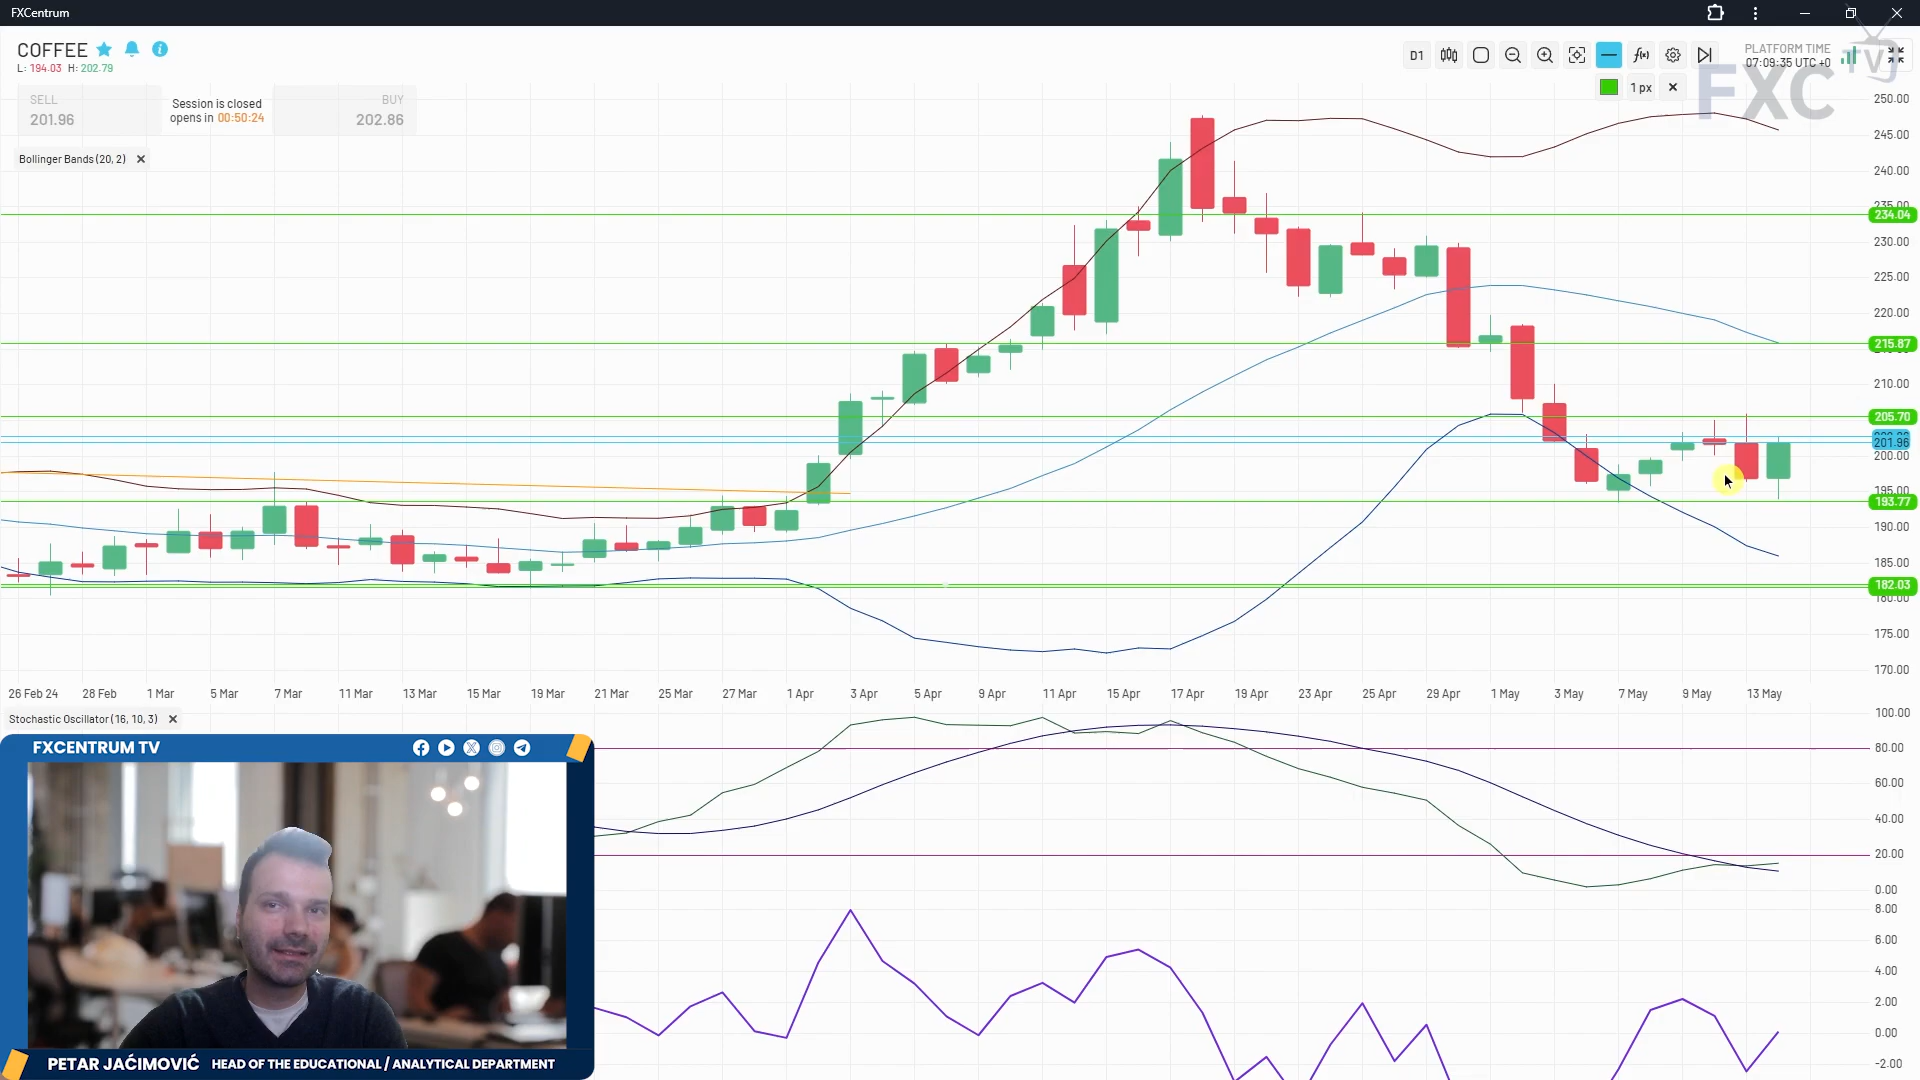 FXCentrum
COFFEE
L: 194.03 H: 202.79
SELL
201.96
Session is closed
opens in 00:50:24
BUY
202.86
Bollinger Bands (20, 2)
D1
1 px
PLATFORM TIME
07:09:35 UTC +0
FXC TV
250.00
245.00
240.00
235.00
234.04
230.00
225.00
220.00
215.87
210.00
205.70
201.96
200.00
195.00
193.77
190.00
185.00
182.03
180.00
175.00
170.00
26 Feb 24 28 Feb 1 Mar 5 Mar 7 Mar 11 Mar 13 Mar 15 Mar 19 Mar 21 Mar 25 Mar 27 Mar 1 Apr 3 Apr 5 Apr 9 Apr 11 Apr 15 Apr 17 Apr 19 Apr 23 Apr 25 Apr 29 Apr 1 May 3 May 7 May 9 May 13 May
Stochastic Oscillator (16, 10, 3)
100.00
80.00
60.00
40.00
20.00
0.00
8.00
6.00
4.00
2.00
0.00
-2.00
FXCENTRUM TV
PETAR JAĆIMOVIĆ HEAD OF THE EDUCATIONAL / ANALYTICAL DEPARTMENT